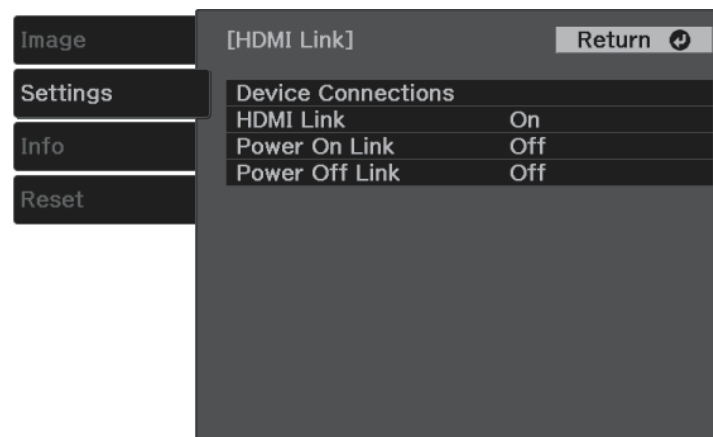 Image
Settings
Info
Reset
[HDMI Link] Return
Device Connections
HDMI Link On
Power On Link Off
Power Off Link Off